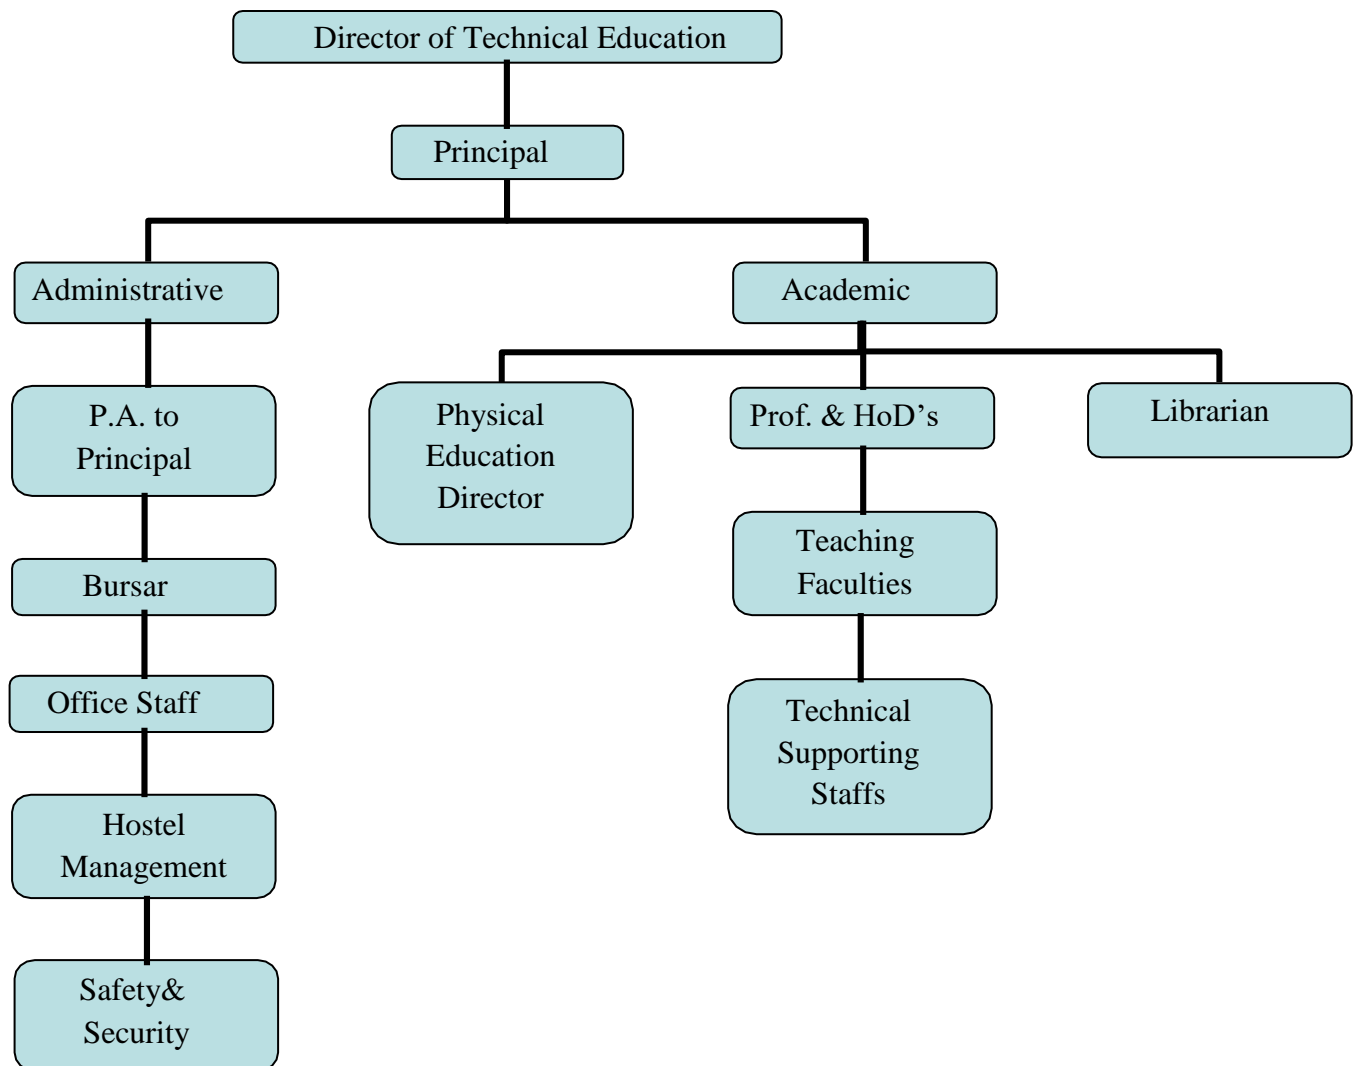 Director of Technical Education
Principal
Administrative
Academic
P.A. to
Principal
Physical
Education
Director
Prof. & HoD’s
Librarian
Teaching
Faculties
Bursar
Office Staff
Technical
Supporting
Staffs
Hostel
Management
Safety&
Security